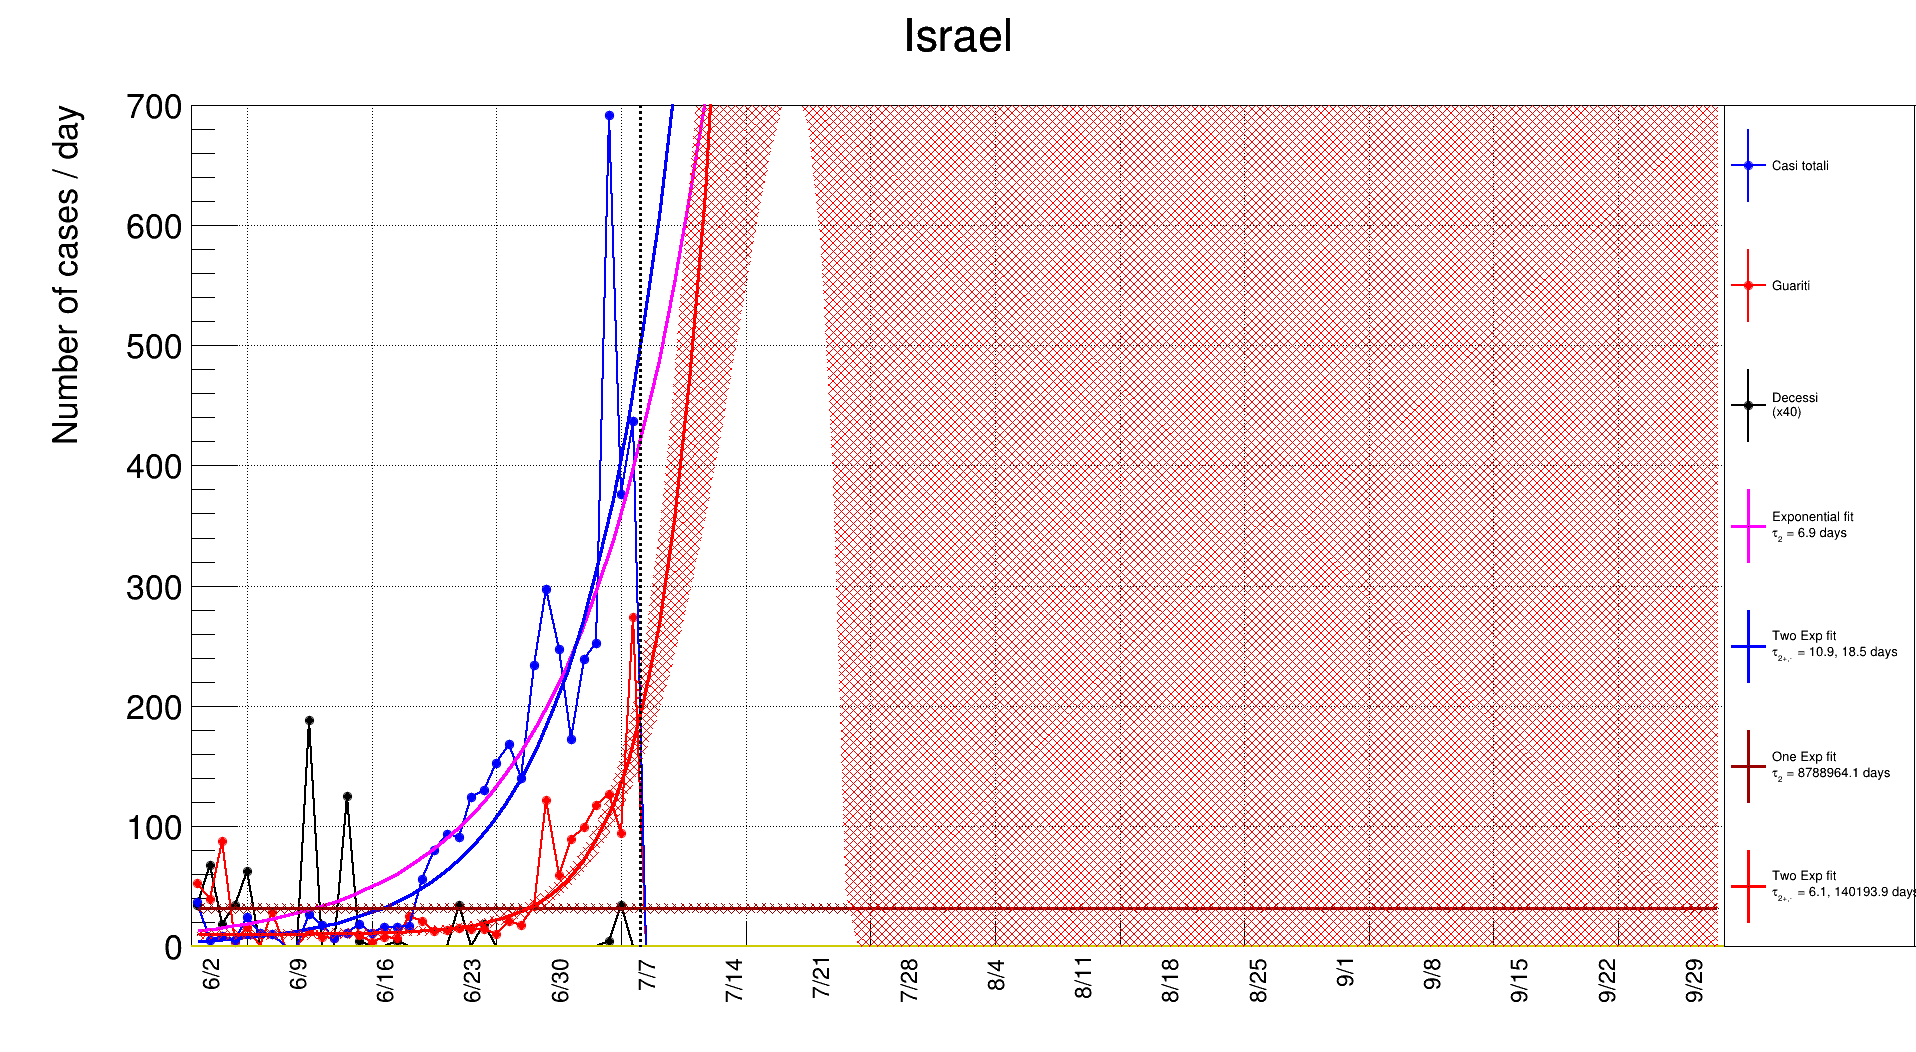 Israel
Number of cases / day
700
600
500
400
300
200
100
0
6/2
6/9
6/16
6/23
6/30
7/7
7/14
7/21
7/28
8/4
8/11
8/18
8/25
9/1
9/8
9/15
9/22
9/29
Casi totali
Guariti
Decessi
(x40)
Exponential fit
τ2 = 6.9 days
Two Exp fit
τ2+,- = 10.9, 18.5 days
One Exp fit
τ2 = 8788964.1 days
Two Exp fit
τ2+,- = 6.1, 140193.9 days